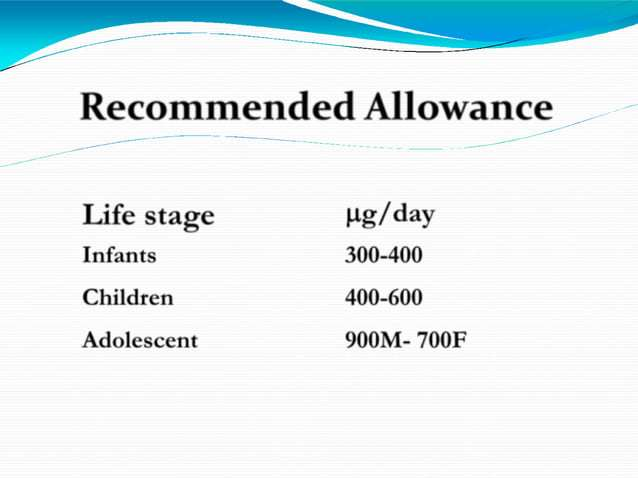 Recommended Allowance
Life stage μg/day
Infants 300-400
Children 400-600
Adolescent 900M- 700F